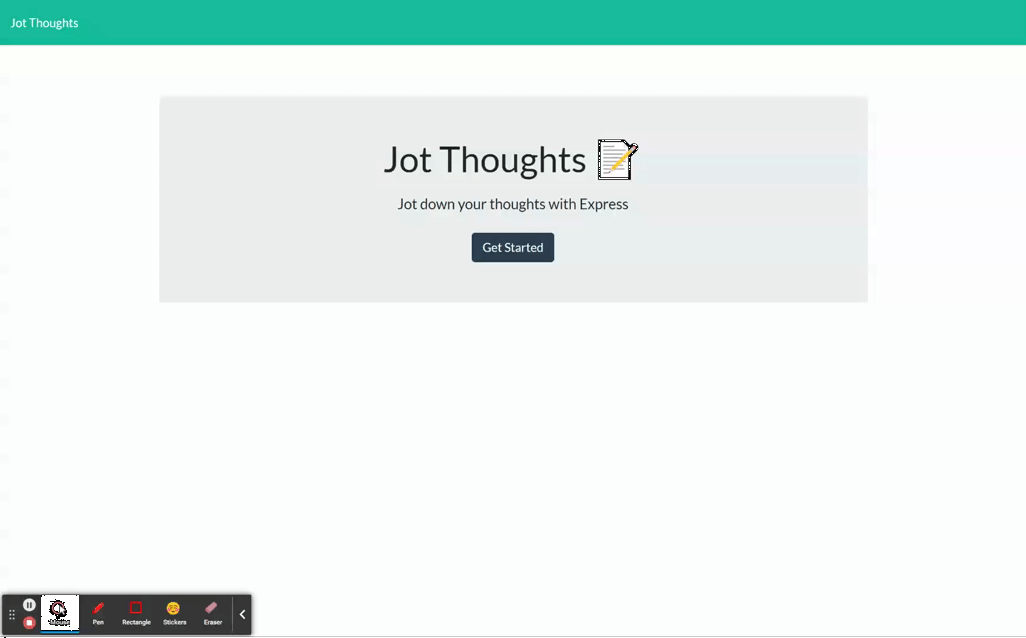 Jot Thoughts
Jot Thoughts
Jot down your thoughts with Express
Get Started
Pen
Rectangle
Stickers
Eraser